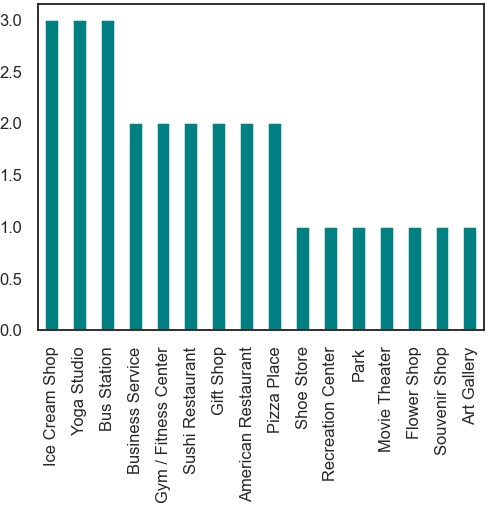 3.0
2.5
2.0
1.5
1.0
0.5
0.0
Ice Cream Shop
Yoga Studio
Bus Station
Business Service
Gym / Fitness Center
Sushi Restaurant
Gift Shop
American Restaurant
Pizza Place
Shoe Store
Recreation Center
Park
Movie Theater
Flower Shop
Souvenir Shop
Art Gallery